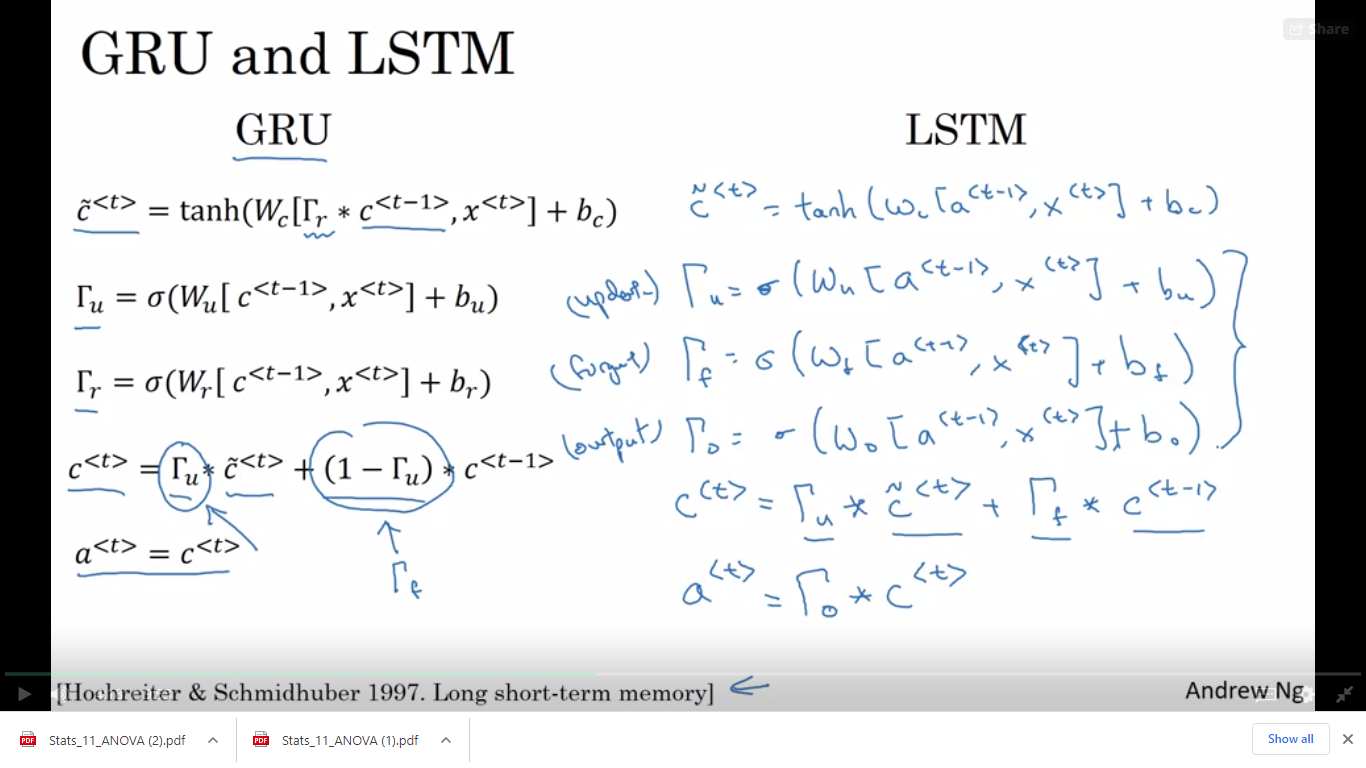 Share
GRU and LSTM
GRU
c̃<t> = tanh(Wc[Γr * c<t-1>, x<t>] + bc)
Γu = σ(Wu[ c<t-1>, x<t>] + bu)
Γr = σ(Wr[ c<t-1>, x<t>] + br)
c<t> = Γu * c̃<t> + (1 − Γu) * c<t-1>
a<t> = c<t>
Γf
LSTM
c̃<t> = tanh(Wc[a<t-1>, x<t>] + bc)
(update) Γu = σ(Wu[a<t-1>, x<t>] + bu)
(forget) Γf = σ(Wf[a<t-1>, x<t>] + bf)
(output) Γo = σ(Wo[a<t-1>, x<t>] + bo)
c<t> = Γu * c̃<t> + Γf * c<t-1>
a<t> = Γo * c<t>
[Hochreiter & Schmidhuber 1997. Long short-term memory]
Andrew Ng
Stats_11_ANOVA (2).pdf
Stats_11_ANOVA (1).pdf
Show all